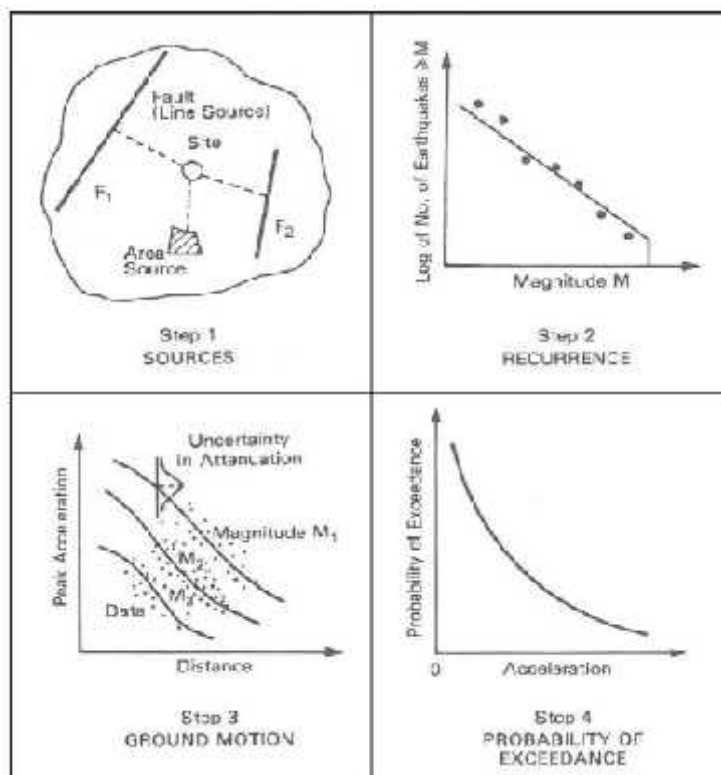 Fault
(Line Source)
Site
F1
F2
Area
Source
Step 1
SOURCES
Log of No. of Earthquakes ≥ M
Magnitude M
Step 2
RECURRENCE
Uncertainty
in Attenuation
Magnitude M1
M2
M3
Data
Peak Acceleration
Distance
Step 3
GROUND MOTION
Probability of Exceedance
0
Acceleration
Step 4
PROBABILITY OF
EXCEEDANCE